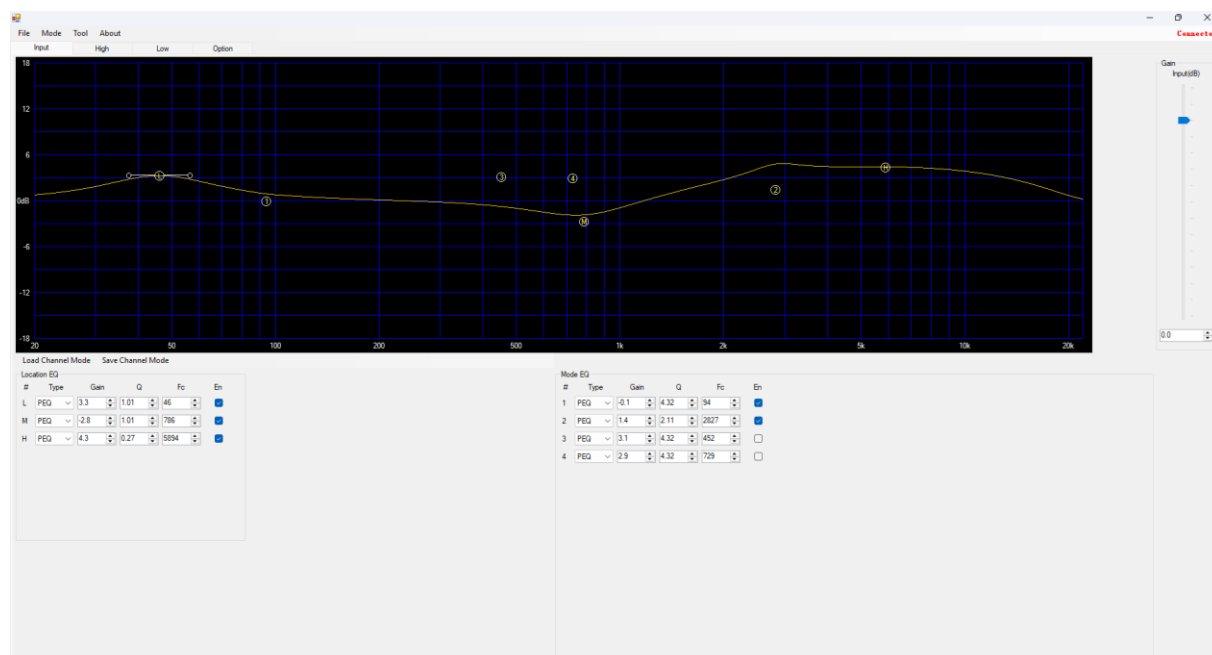 File Mode Tool About
Connecte
Input High Low Option
18
12
6
0dB
-6
-12
-18
L 1 3 4 M 2 H
20 50 100 200 500 1k 2k 5k 10k 20k
Gain
Input(dB)
0.0
Load Channel Mode Save Channel Mode
Location EQ
# Type Gain Q Fc En
L PEQ 3.3 1.01 46
M PEQ -2.8 1.01 786
H PEQ 4.3 0.27 5894
Mode EQ
# Type Gain Q Fc En
1 PEQ -0.1 4.32 94
2 PEQ 1.4 2.11 2827
3 PEQ 3.1 4.32 452
4 PEQ 2.9 4.32 729